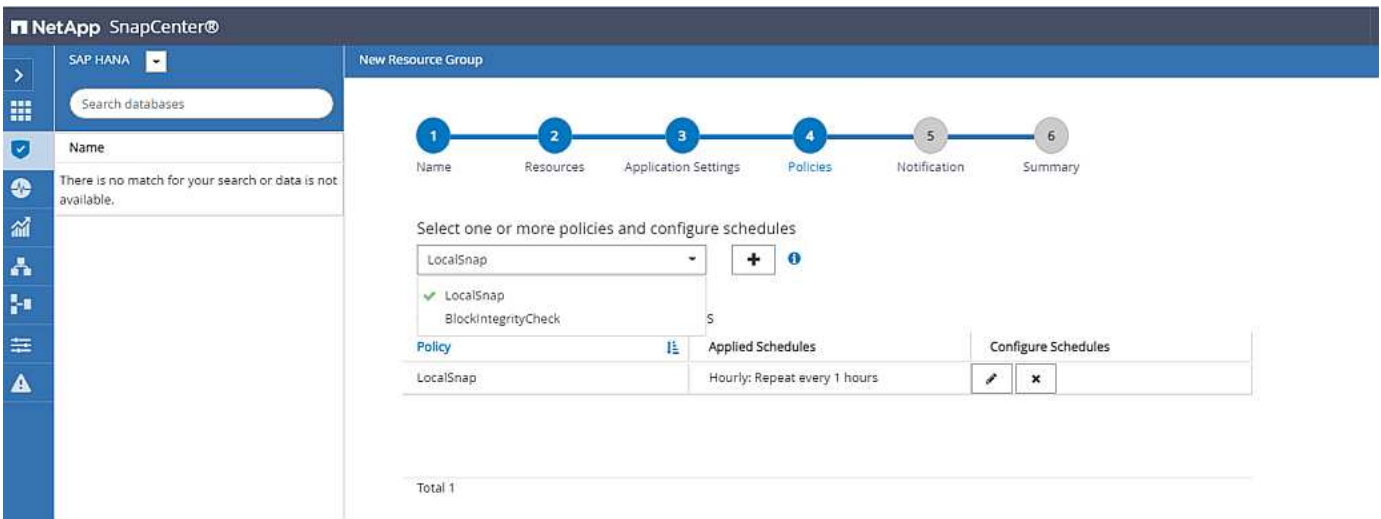 NetApp SnapCenter®
SAP HANA
Search databases
Name
There is no match for your search or data is not
available.
New Resource Group
1 2 3 4 5 6
Name Resources Application Settings Policies Notification Summary
Select one or more policies and configure schedules
LocalSnap
LocalSnap
BlockIntegrityCheck
s
Policy Applied Schedules Configure Schedules
LocalSnap Hourly: Repeat every 1 hours
Total 1